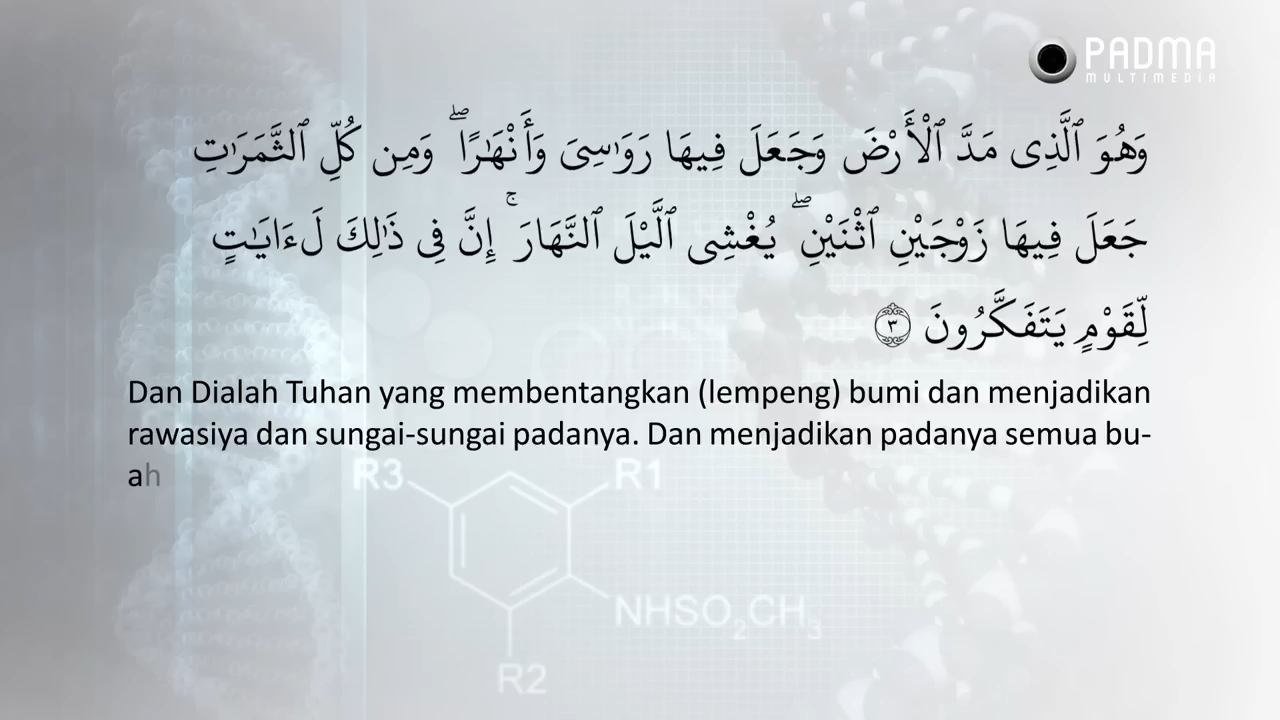 PADMA
MULTIMEDIA
وَهُوَ ٱلَّذِى مَدَّ ٱلْأَرْضَ وَجَعَلَ فِيهَا رَوَٰسِىَ وَأَنْهَٰرًا ۖ وَمِن كُلِّ ٱلثَّمَرَٰتِ
جَعَلَ فِيهَا زَوْجَيْنِ ٱثْنَيْنِ ۖ يُغْشِى ٱلَّيْلَ ٱلنَّهَارَ ۚ إِنَّ فِى ذَٰلِكَ لَـَٔايَـٰتٍ
لِّقَوْمٍ يَتَفَكَّرُونَ ٣
Dan Dialah Tuhan yang membentangkan (lempeng) bumi dan menjadikan
rawasiya dan sungai-sungai padanya. Dan menjadikan padanya semua bu-
ah
R3
R1
NHSO₂CH₃
R2